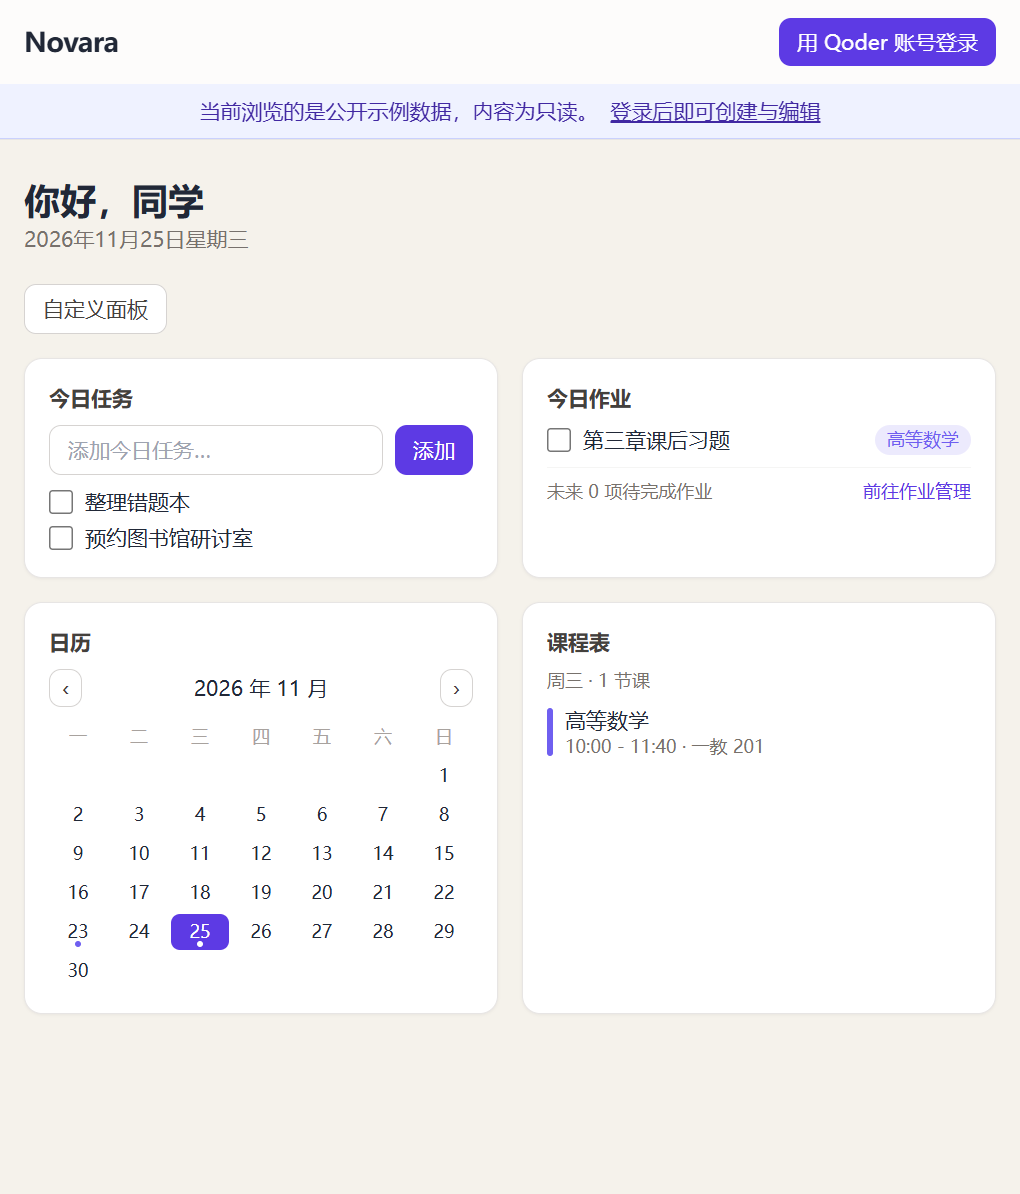 Novara
用 Qoder 账号登录
当前浏览的是公开示例数据，内容为只读。 登录后即可创建与编辑
你好，同学
2026年11月25日星期三
自定义面板
今日任务
添加今日任务...
添加
整理错题本
预约图书馆研讨室
今日作业
第三章课后习题
高等数学
未来 0 项待完成作业
前往作业管理
日历
‹
2026 年 11 月
›
一 二 三 四 五 六 日
1
2 3 4 5 6 7 8
9 10 11 12 13 14 15
16 17 18 19 20 21 22
23 24 25 26 27 28 29
30
课程表
周三 · 1 节课
高等数学
10:00 - 11:40 · 一教 201